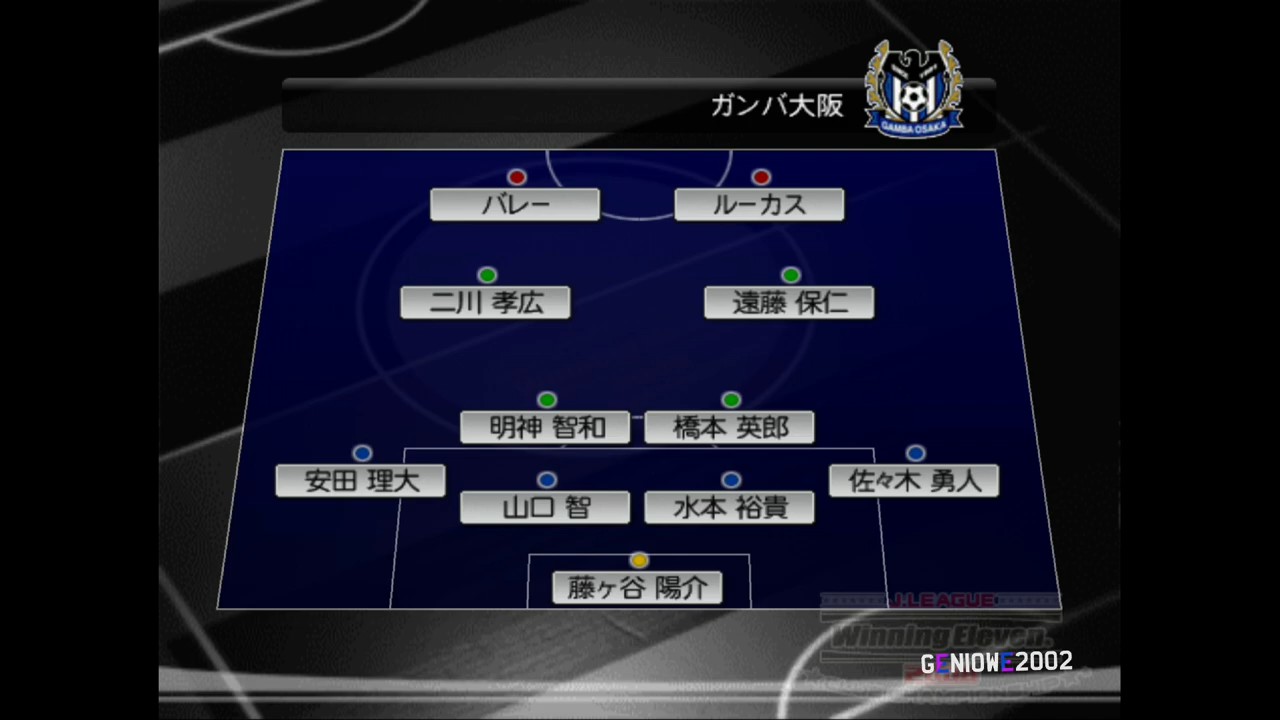 ガンバ大阪
GAMBA OSAKA
バレー
ルーカス
二川 孝広
遠藤 保仁
明神 智和
橋本 英郎
安田 理大
佐々木 勇人
山口 智
水本 裕貴
藤ヶ谷 陽介
J.LEAGUE
Winning Eleven
GENIOWE2002